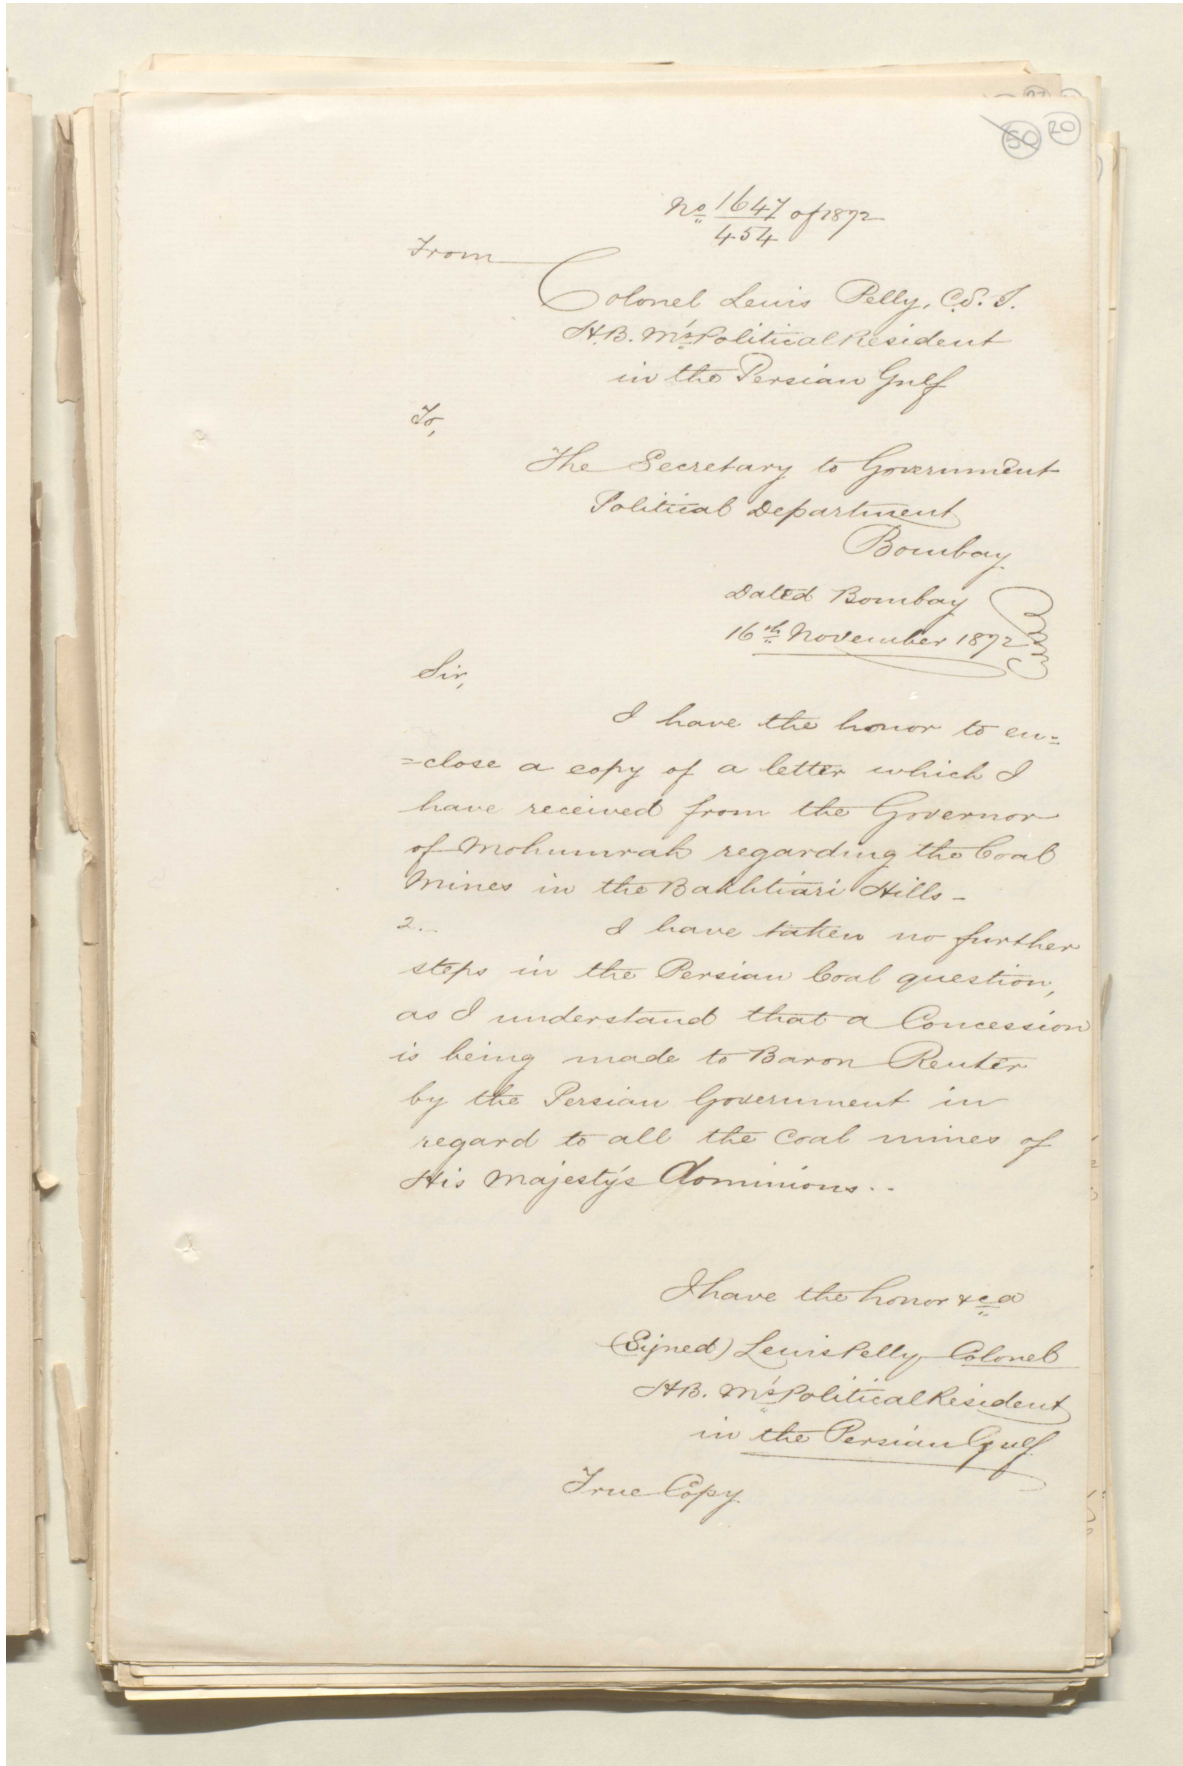 50 20
No 1647 of 1872
454
From
Colonel Lewis Pelly, C.S.I.
H.B. M's Political Resident
in the Persian Gulf
To,
The Secretary to Government
Political Department
Bombay
Dated Bombay
16th November 1872
Sir,
I have the honor to en=
=close a copy of a letter which I
have received from the Governor
of Mohumrah regarding the Coal
Mines in the Bakhtiari Hills -
2. I have taken no further
steps in the Persian Coal question,
as I understand that a Concession
is being made to Baron Reuter
by the Persian Government in
regard to all the Coal mines of
His Majesty's dominions..
I have the honor &ca
(Signed) Lewis Pelly Colonel
H.B. M's Political Resident
in the Persian Gulf
True Copy